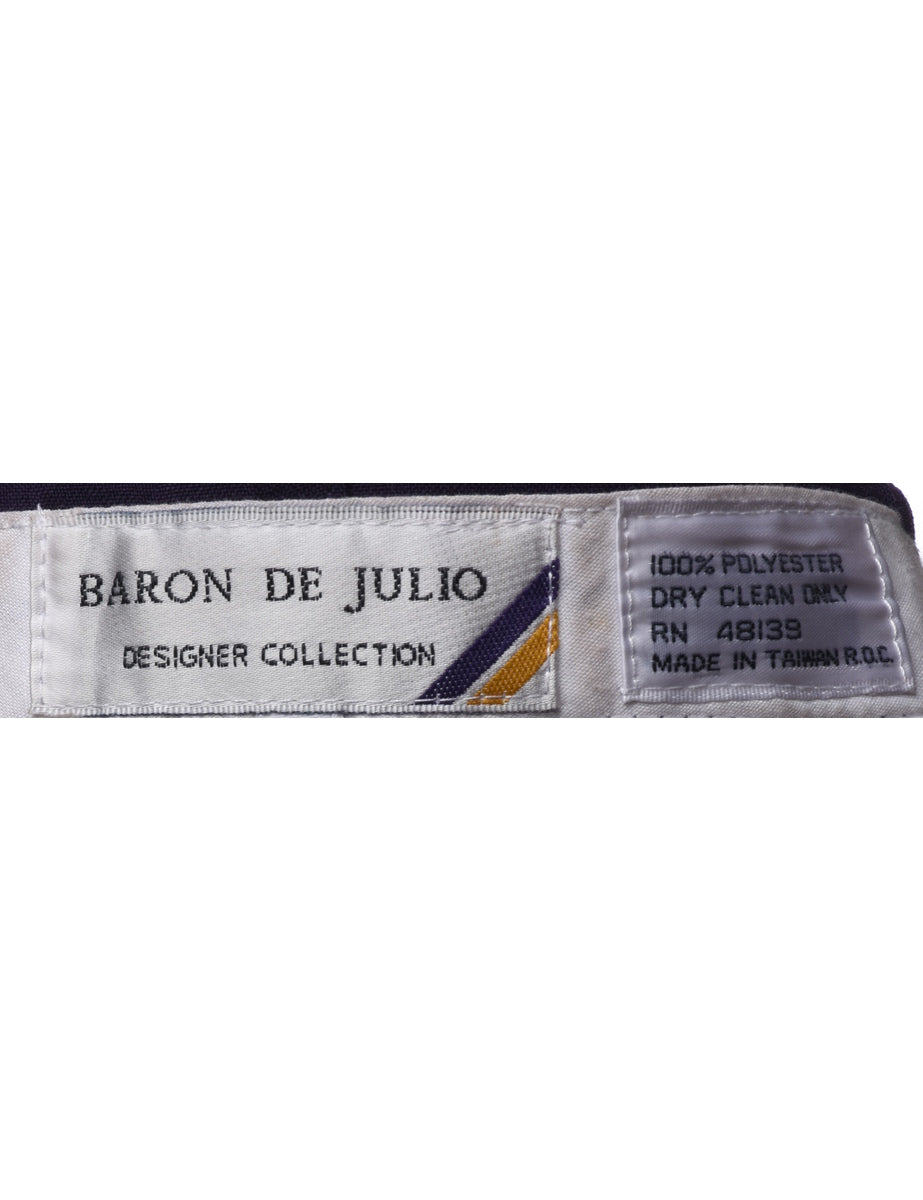 BARON DE JULIO
DESIGNER COLLECTION
100% POLYESTER
DRY CLEAN ONLY
RN 48139
MADE IN TAIWAN R.O.C.